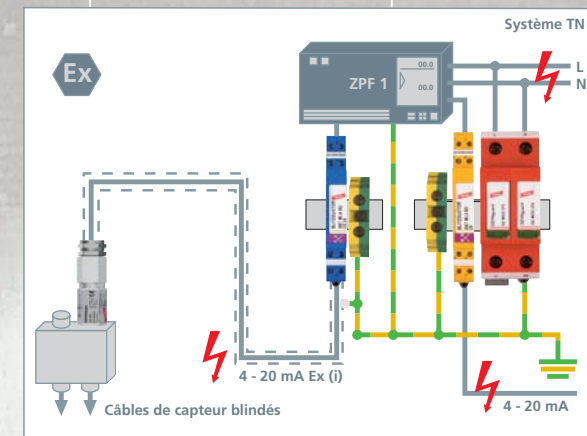 Système TN
Ex
ZPF 1
00.0
00.0
L
N
4 - 20 mA Ex (i)
Câbles de capteur blindés
4 - 20 mA